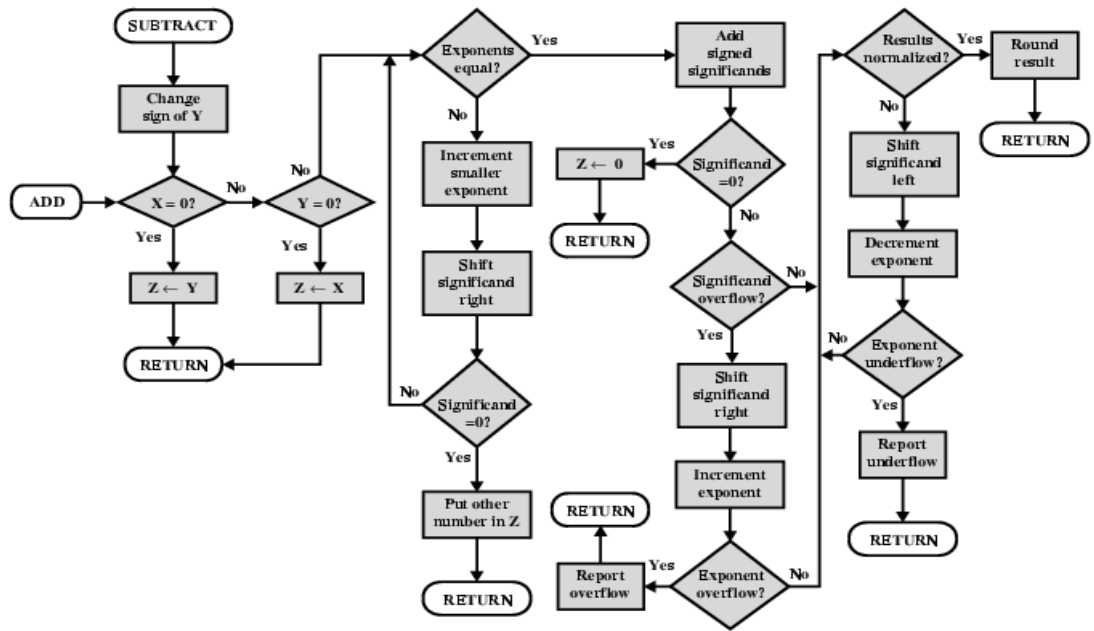 SUBTRACT
Change
sign of Y
ADD
X = 0?
No
Yes
Z ← Y
RETURN
Y = 0?
No
Yes
Z ← X
Exponents
equal?
Yes
No
Increment
smaller
exponent
Shift
significand
right
Significand
=0?
No
Yes
Put other
number in Z
RETURN
Add
signed
significands
Significand
=0?
Yes
Z ← 0
RETURN
No
Significand
overflow?
No
Yes
Shift
significand
right
Increment
exponent
Exponent
overflow?
Yes
Report
overflow
RETURN
No
Results
normalized?
Yes
Round
result
RETURN
No
Shift
significand
left
Decrement
exponent
Exponent
underflow?
No
Yes
Report
underflow
RETURN